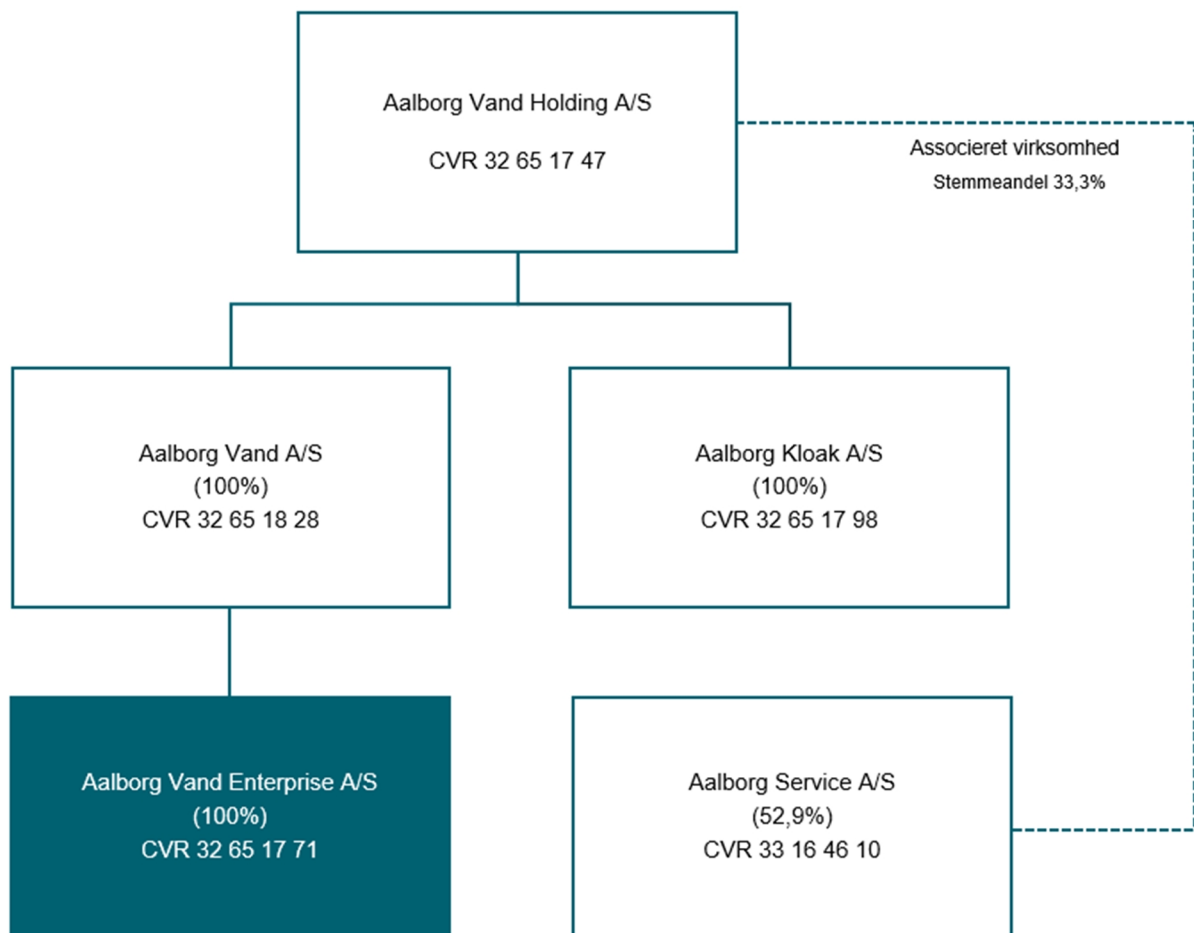 Aalborg Vand Holding A/S
CVR 32 65 17 47
Associeret virksomhed
Stemmeandel 33,3%
Aalborg Vand A/S
(100%)
CVR 32 65 18 28
Aalborg Kloak A/S
(100%)
CVR 32 65 17 98
Aalborg Vand Enterprise A/S
(100%)
CVR 32 65 17 71
Aalborg Service A/S
(52,9%)
CVR 33 16 46 10